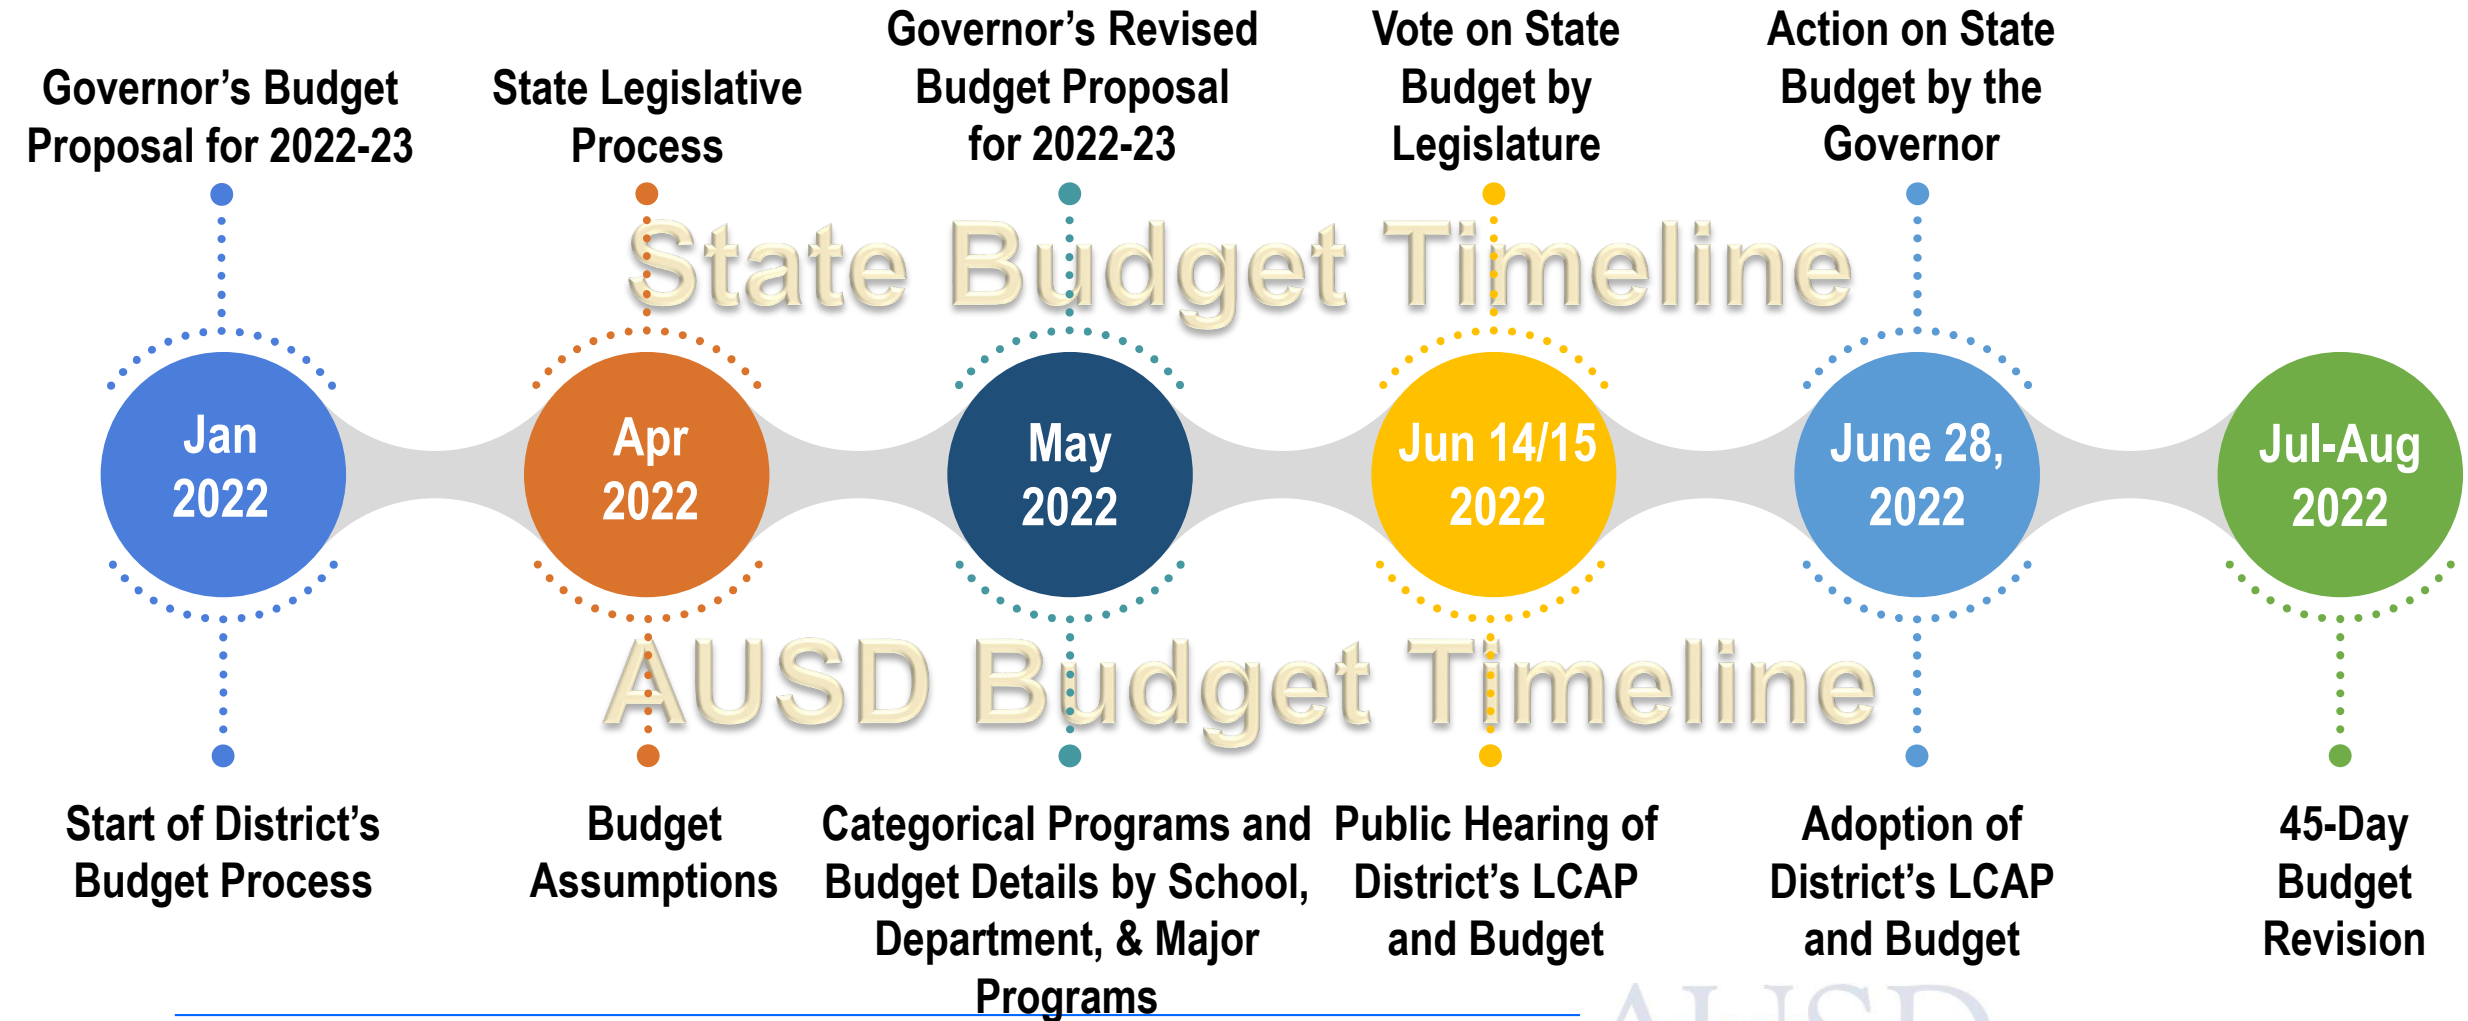 Governor's Budget
Proposal for 2022-23
State Legislative
Process
Governor's Revised
Budget Proposal
for 2022-23
Vote on State
Budget by
Legislature
Action on State
Budget by the
Governor
State Budget Timeline
Jan
2022
Apr
2022
May
2022
Jun 14/15
2022
June 28,
2022
Jul-Aug
2022
AUSD Budget Timeline
Start of District's
Budget Process
Budget
Assumptions
Categorical Programs and
Budget Details by School,
Department, & Major
Programs
Public Hearing of
District's LCAP
and Budget
Adoption of
District's LCAP
and Budget
45-Day
Budget
Revision
AUSD